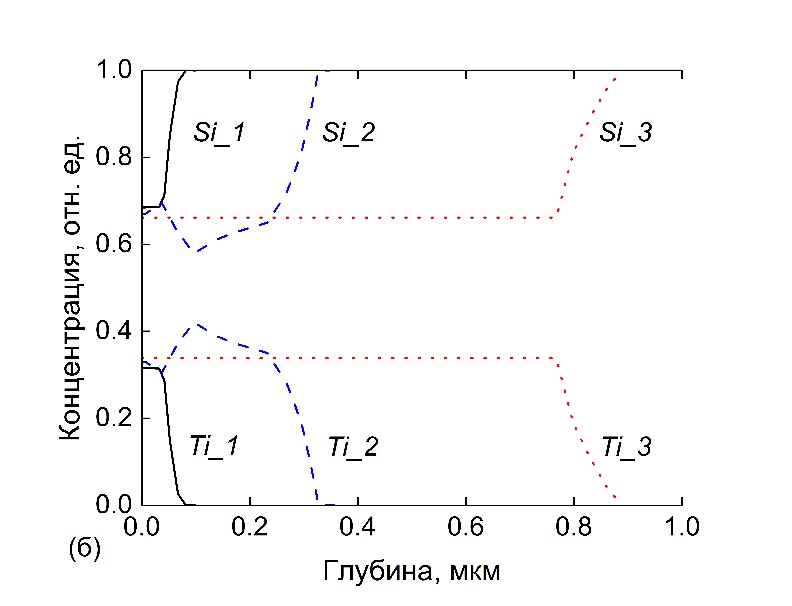 Концентрация, отн. ед.
1.0
0.8
0.6
0.4
0.2
0.0
Si_1 Si_2 Si_3
Ti_1 Ti_2 Ti_3
0.0 0.2 0.4 0.6 0.8 1.0
(б)
Глубина, мкм